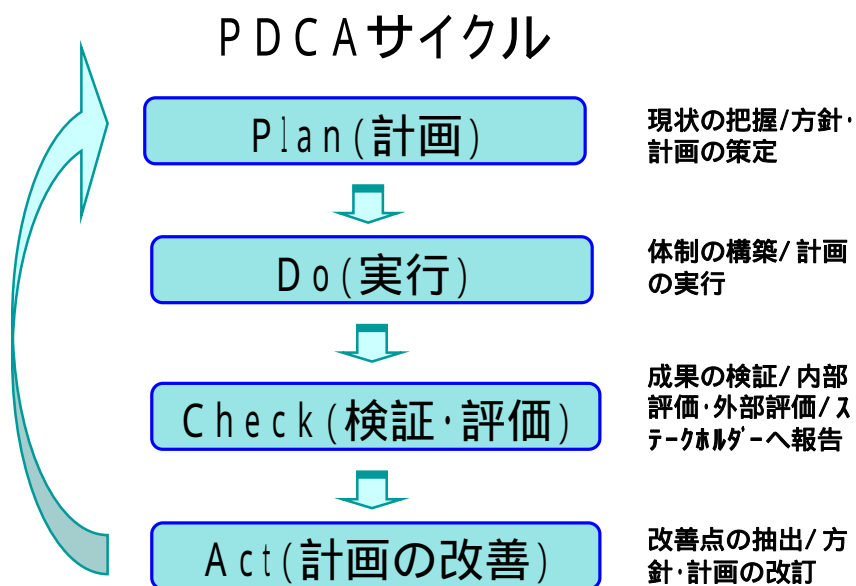 PDCAサイクル
Plan(計画)
現状の把握/方針・
計画の策定
Do(実行)
体制の構築/計画
の実行
Check(検証・評価)
成果の検証/内部
評価・外部評価/ス
テークホルダーへ報告
Act(計画の改善)
改善点の抽出/方
針・計画の改訂